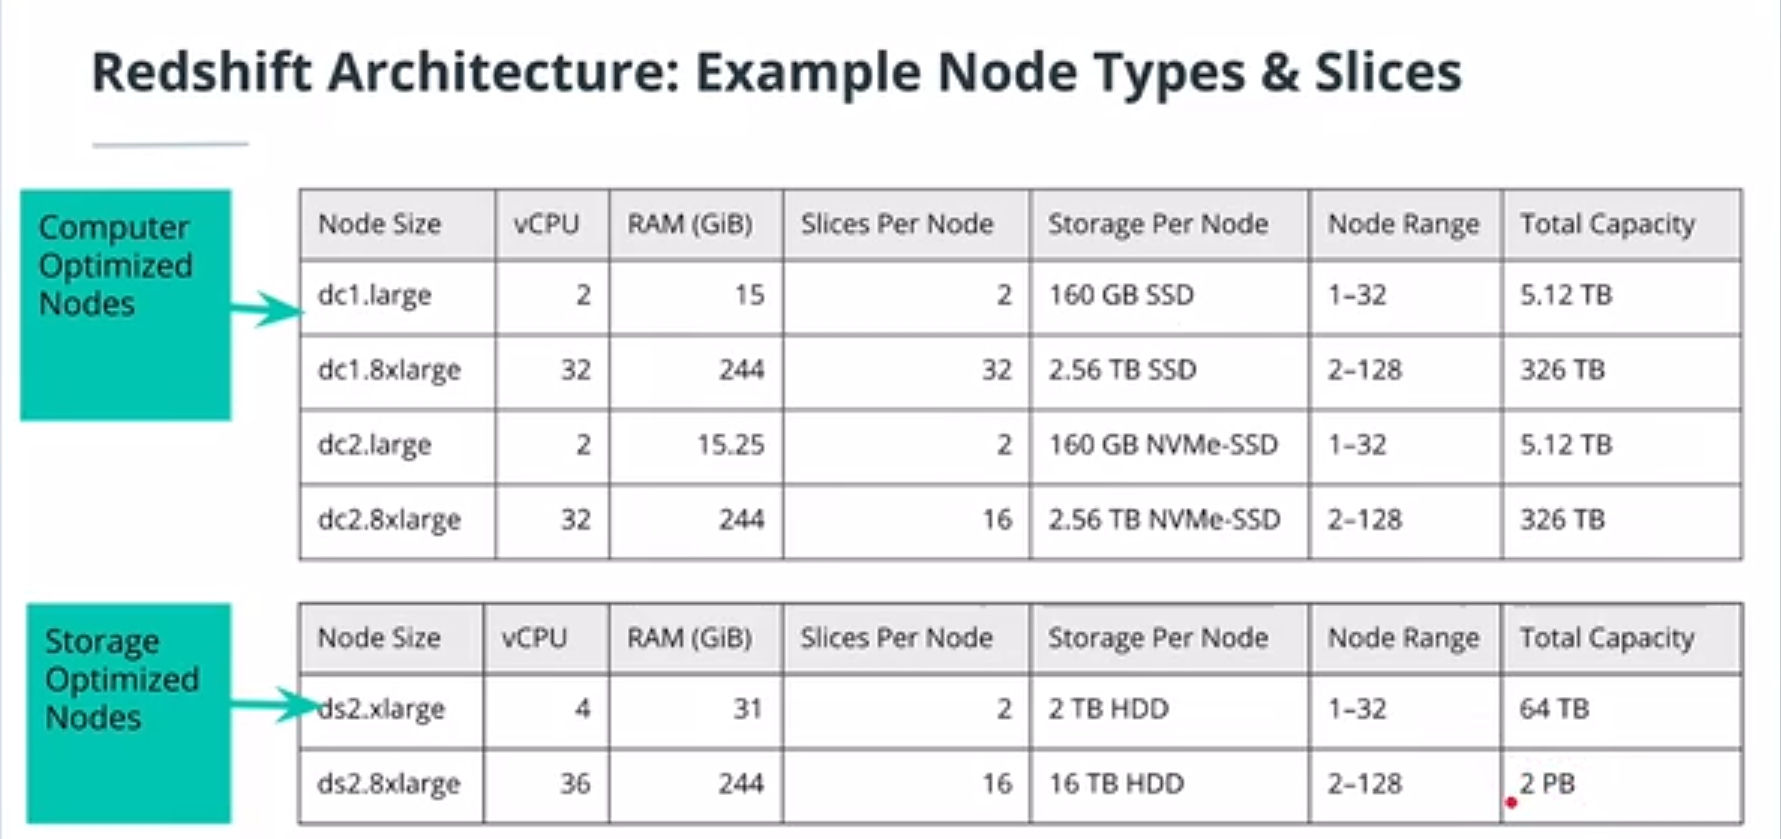 Redshift Architecture: Example Node Types & Slices
Computer
Optimized
Nodes
Node Size vCPU RAM (GiB) Slices Per Node Storage Per Node Node Range Total Capacity
dc1.large 2 15 2 160 GB SSD 1–32 5.12 TB
dc1.8xlarge 32 244 32 2.56 TB SSD 2–128 326 TB
dc2.large 2 15.25 2 160 GB NVMe-SSD 1–32 5.12 TB
dc2.8xlarge 32 244 16 2.56 TB NVMe-SSD 2–128 326 TB
Storage
Optimized
Nodes
Node Size vCPU RAM (GiB) Slices Per Node Storage Per Node Node Range Total Capacity
ds2.xlarge 4 31 2 2 TB HDD 1–32 64 TB
ds2.8xlarge 36 244 16 16 TB HDD 2–128 2 PB